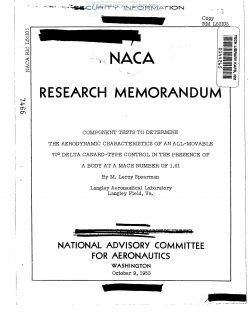 SECURITY INFORMATION
Copy
RM L53I03
NACA RM L53I03
7466
NACA
RESEARCH MEMORANDUM
COMPONENT TESTS TO DETERMINE
THE AERODYNAMIC CHARACTERISTICS OF AN ALL-MOVABLE
70° DELTA CANARD-TYPE CONTROL IN THE PRESENCE OF
A BODY AT A MACH NUMBER OF 1.61
By M. Leroy Spearman
Langley Aeronautical Laboratory
Langley Field, Va.
NATIONAL ADVISORY COMMITTEE
FOR AERONAUTICS
WASHINGTON
October 9, 1953